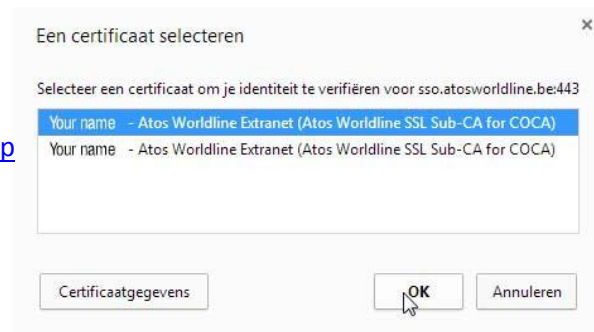 Een certificaat selecteren
×
Selecteer een certificaat om je identiteit te verifiëren voor sso.atosworldline.be:443
Your name - Atos Worldline Extranet (Atos Worldline SSL Sub-CA for COCA)
p
Your name - Atos Worldline Extranet (Atos Worldline SSL Sub-CA for COCA)
Certificaatgegevens OK Annuleren